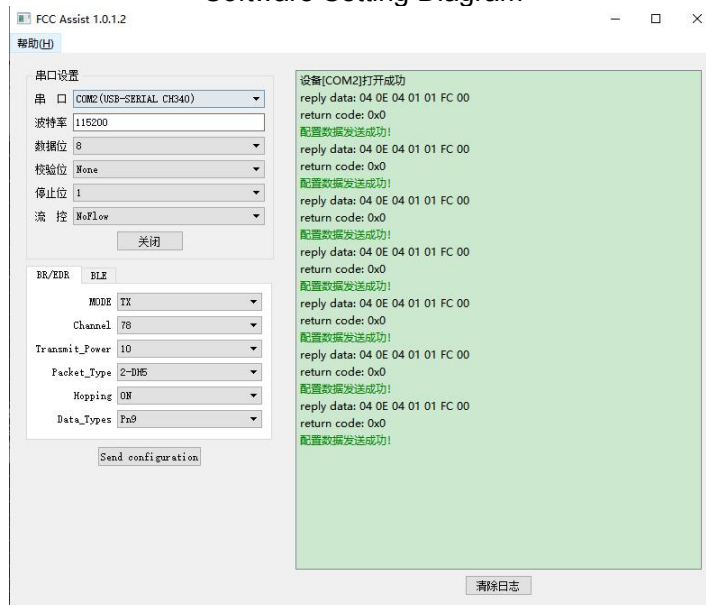 Software Setting Diagram
FCC Assist 1.0.1.2
帮助(H)
串口设置
串 口 COM2(USB-SERIAL CH340)
波特率 115200
数据位 8
校验位 None
停止位 1
流 控 NoFlow
关闭
BR/EDR BLE
MODE TX
Channel 78
Transmit_Power 10
Packet_Type 2-DH5
Hopping ON
Data_Types Pn9
Send configuration
设备[COM2]打开成功
reply data: 04 0E 04 01 01 FC 00
return code: 0x0
配置数据发送成功!
reply data: 04 0E 04 01 01 FC 00
return code: 0x0
配置数据发送成功!
reply data: 04 0E 04 01 01 FC 00
return code: 0x0
配置数据发送成功!
reply data: 04 0E 04 01 01 FC 00
return code: 0x0
配置数据发送成功!
reply data: 04 0E 04 01 01 FC 00
return code: 0x0
配置数据发送成功!
reply data: 04 0E 04 01 01 FC 00
return code: 0x0
配置数据发送成功!
reply data: 04 0E 04 01 01 FC 00
return code: 0x0
配置数据发送成功!
清除日志